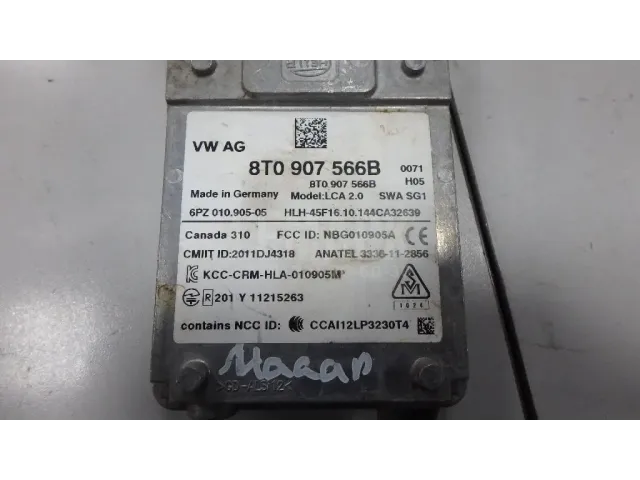 HELLA
VW AG
8T0 907 566B 0071
8T0 907 566B H05
Made in Germany Model:LCA 2.0 SWA SG1
6PZ 010.905-05 HLH-45F16.10.144CA32639
Canada 310 FCC ID: NBG010905A CE
CMIIT ID:2011DJ4318 ANATEL 3336-11-2856
KCC-CRM-HLA-010905M*
R 201 Y 11215263
1024
contains NCC ID: CCAI12LP3230T4
Macan